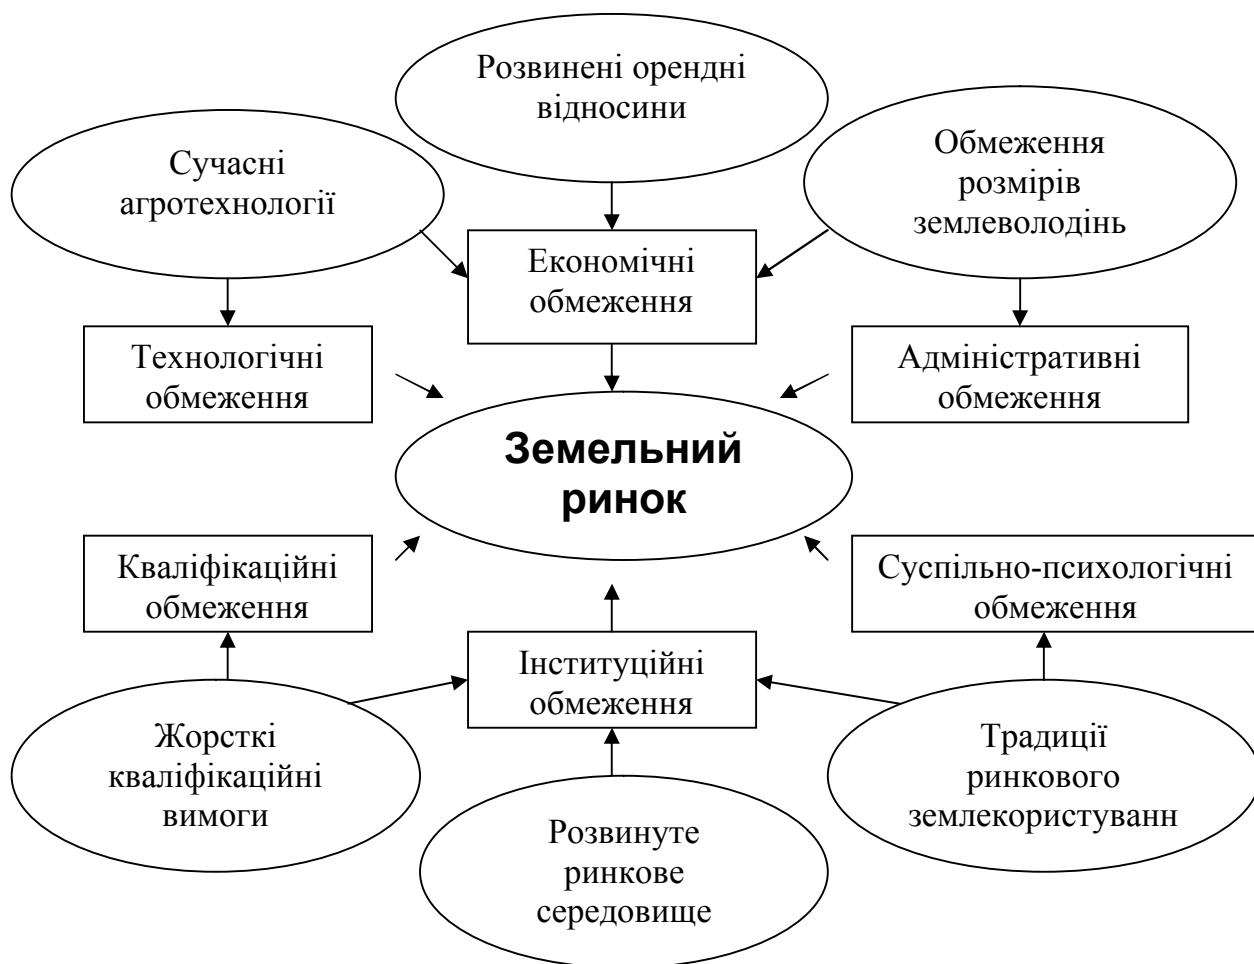 Розвинені орендні
відносини
Сучасні
агротехнології
Обмеження
розмірів
землеволодінь
Економічні
обмеження
Технологічні
обмеження
Адміністративні
обмеження
Земельний
ринок
Кваліфікаційні
обмеження
Суспільно-психологічні
обмеження
Інституційні
обмеження
Жорсткі
кваліфікаційні
вимоги
Традиції
ринкового
землекористуванн
Розвинуте
ринкове
середовище